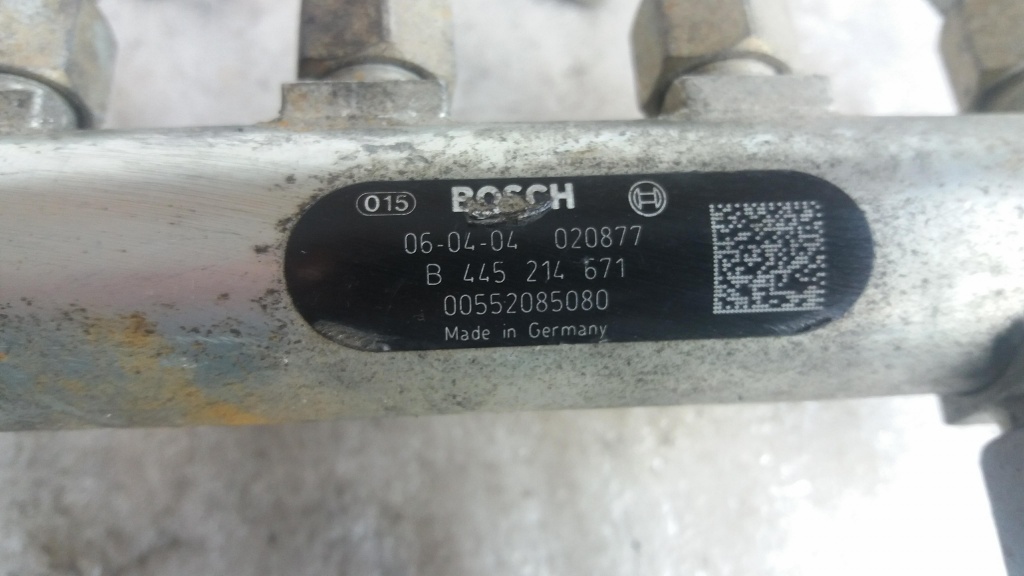 015 BOSCH
06-04-04 020877
B 445 214 671
00552085080
Made in Germany